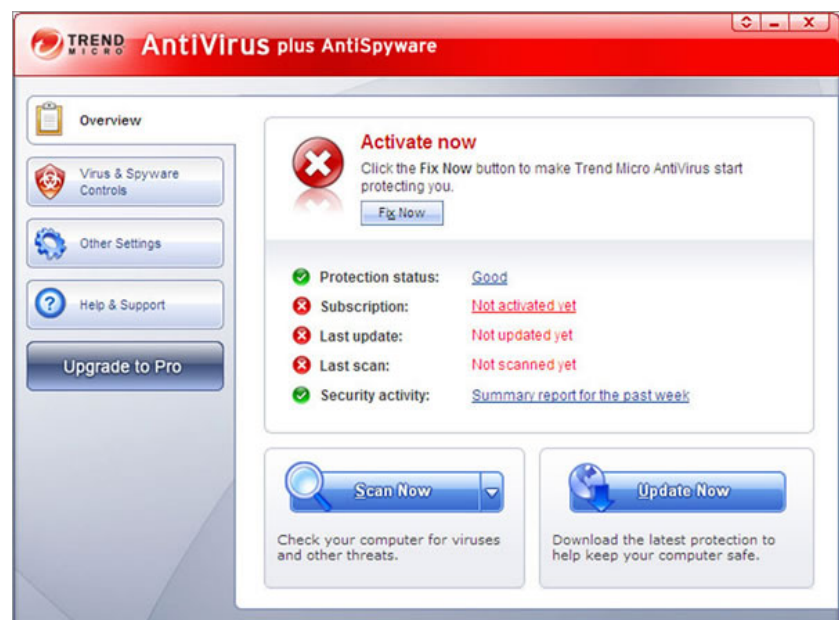 TREND MICRO AntiVirus plus AntiSpyware
Overview
Virus & Spyware
Controls
Other Settings
Help & Support
Upgrade to Pro
Activate now
Click the Fix Now button to make Trend Micro AntiVirus start
protecting you.
Fix Now
Protection status: Good
Subscription: Not activated yet
Last update: Not updated yet
Last scan: Not scanned yet
Security activity: Summary report for the past week
Scan Now
Check your computer for viruses
and other threats.
Update Now
Download the latest protection to
help keep your computer safe.